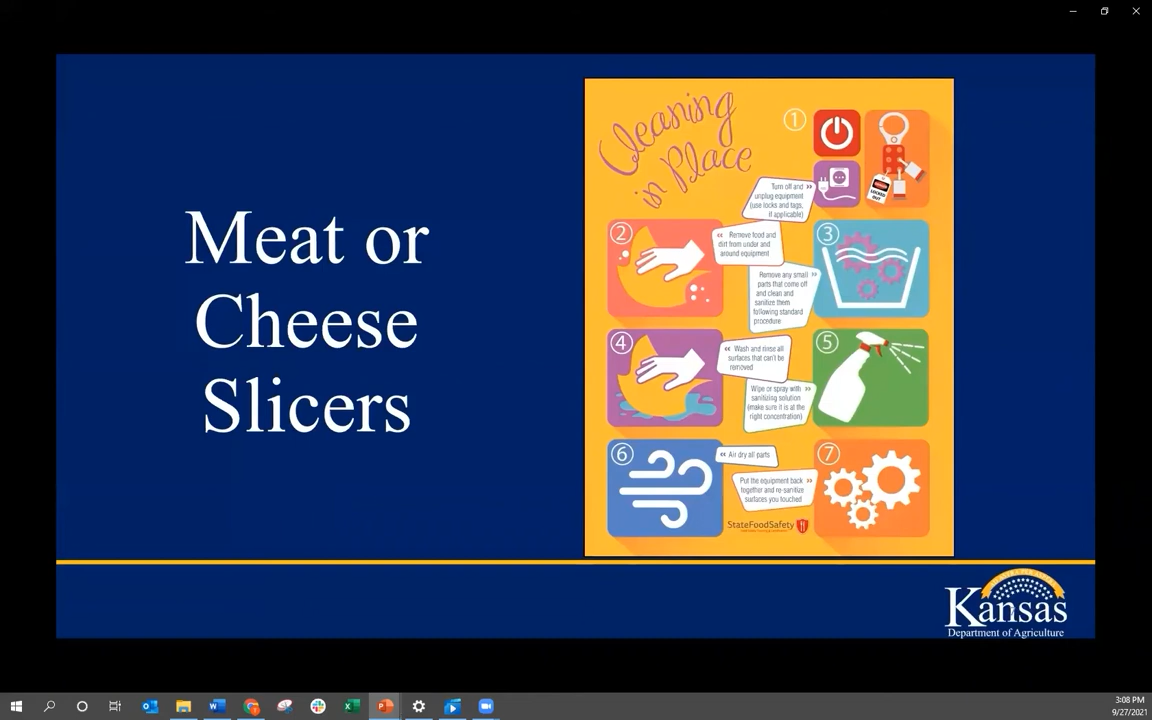 Meat or
Cheese
Slicers
Cleaning
in Place
1
Turn off and
unplug equipment
(use locks and tags,
if applicable)
LOCKED
OUT
2
Remove food and
dirt from under and
around equipment
3
Remove any small
parts that come off
and clean and
sanitize them
following standard
procedure
4
Wash and rinse all
surfaces that can't be
removed
5
Wipe or spray with
sanitizing solution
(make sure it is at the
right concentration)
6
Air dry all parts
7
Put the equipment back
together and re-sanitize
surfaces you touched
StateFoodSafety
Kansas
Department of Agriculture
3:08 PM
9/27/2021